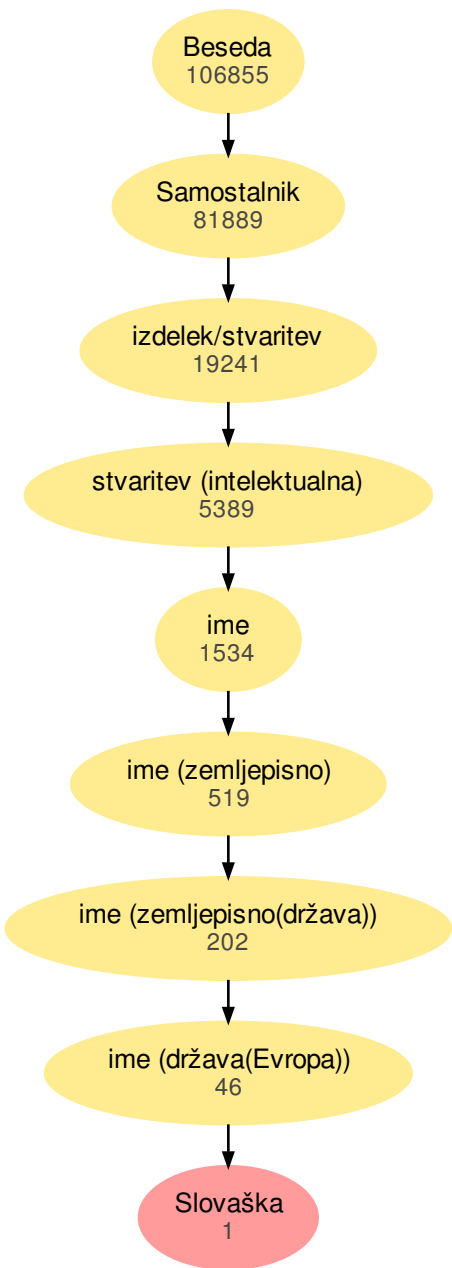 Beseda
106855
Samostalnik
81889
izdelek/stvaritev
19241
stvaritev (intelektualna)
5389
ime
1534
ime (zemljepisno)
519
ime (zemljepisno(država))
202
ime (država(Evropa))
46
Slovaška
1